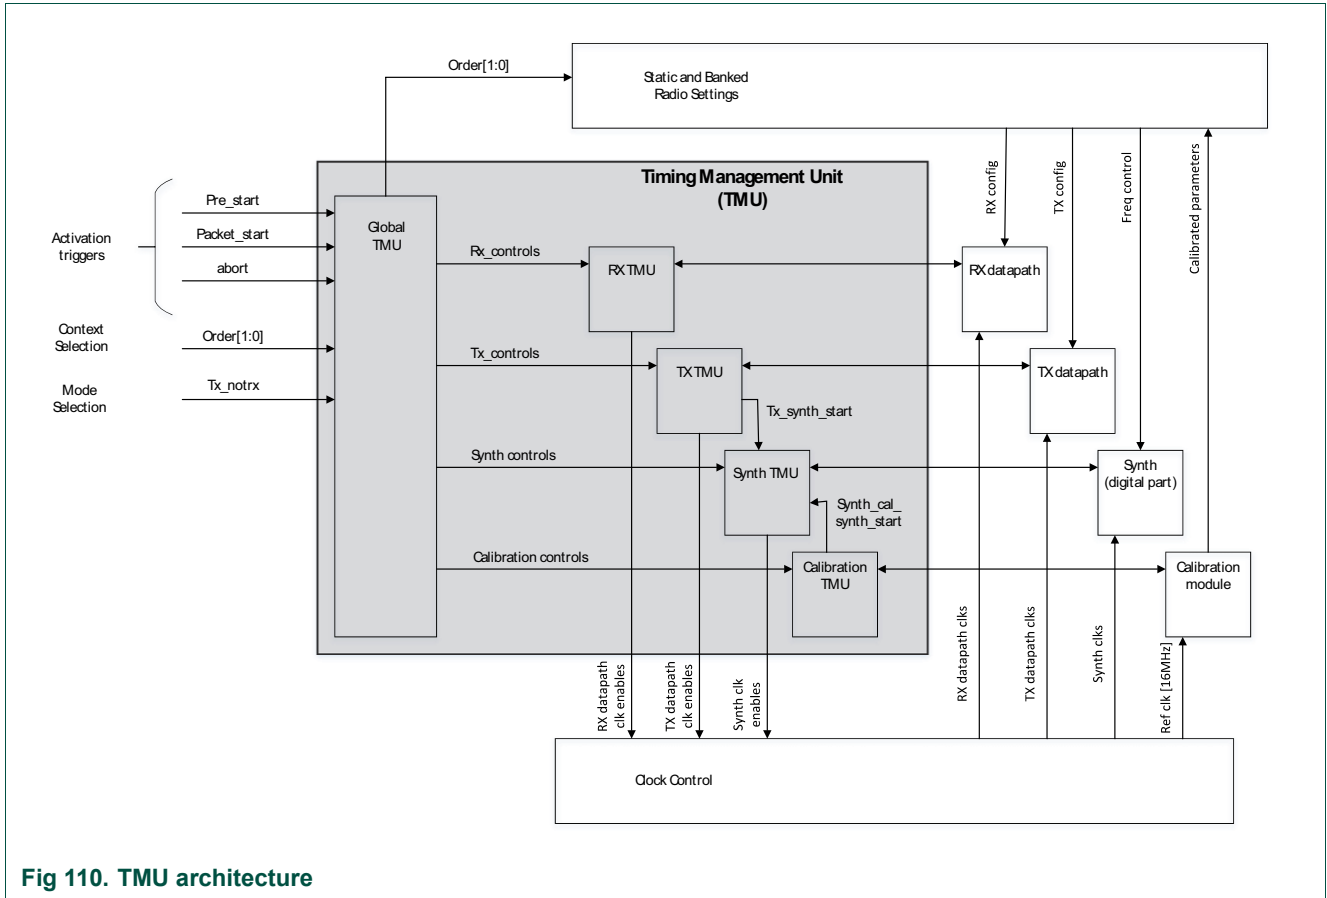 Order[1:0]
Static and Banked
Radio Settings
Timing Management Unit
(TMU)
RX config
TX config
Freq control
Calibrated parameters
Activation
triggers
Pre_start
Packet_start
abort
Global
TMU
Rx_controls
RX TMU
RX datapath
Context
Selection
Order[1:0]
Tx_controls
TX TMU
TX datapath
Mode
Selection
Tx_notrx
Tx_synth_start
Synth controls
Synth TMU
Synth
(digital part)
Synth_cal_
synth_start
Calibration controls
Calibration
TMU
Calibration
module
RX datapath
clk enables
TX datapath
clk enables
Synth clk
enables
RX datapath clks
TX datapath clks
Synth clks
Ref clk [16MHz]
Clock Control
Fig 110. TMU architecture